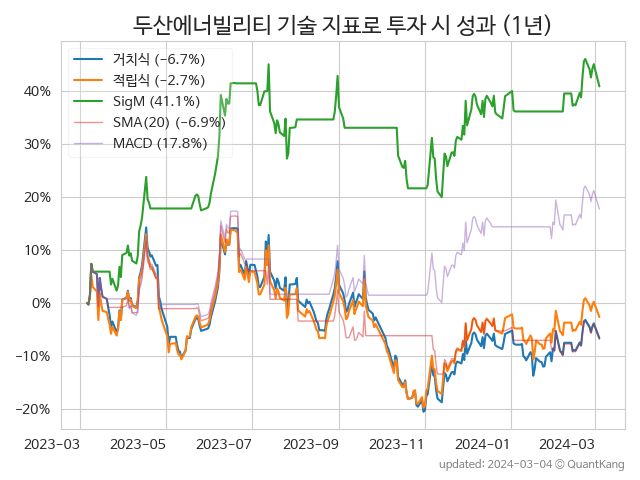 두산에너빌리티 기술 지표로 투자 시 성과 (1년)
거치식 (−6.7%)
적립식 (−2.7%)
SigM (41.1%)
SMA(20) (−6.9%)
MACD (17.8%)
40%
30%
20%
10%
0%
−10%
−20%
2023-03 2023-05 2023-07 2023-09 2023-11 2024-01 2024-03
updated: 2024-03-04 © QuantKang